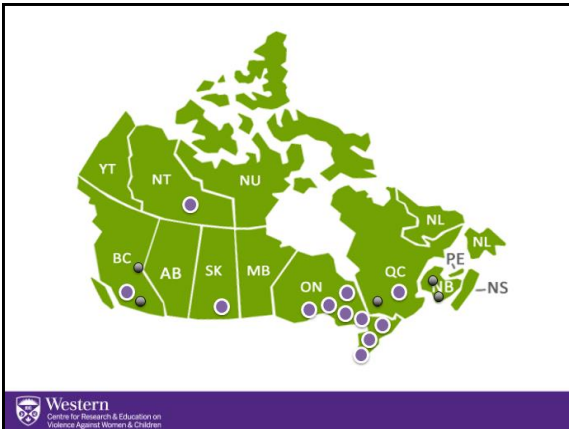 YT
NT
NU
NL
NL
BC
AB
SK
MB
ON
QC
PE
NB
NS
Western
Centre for Research & Education on
Violence Against Women & Children